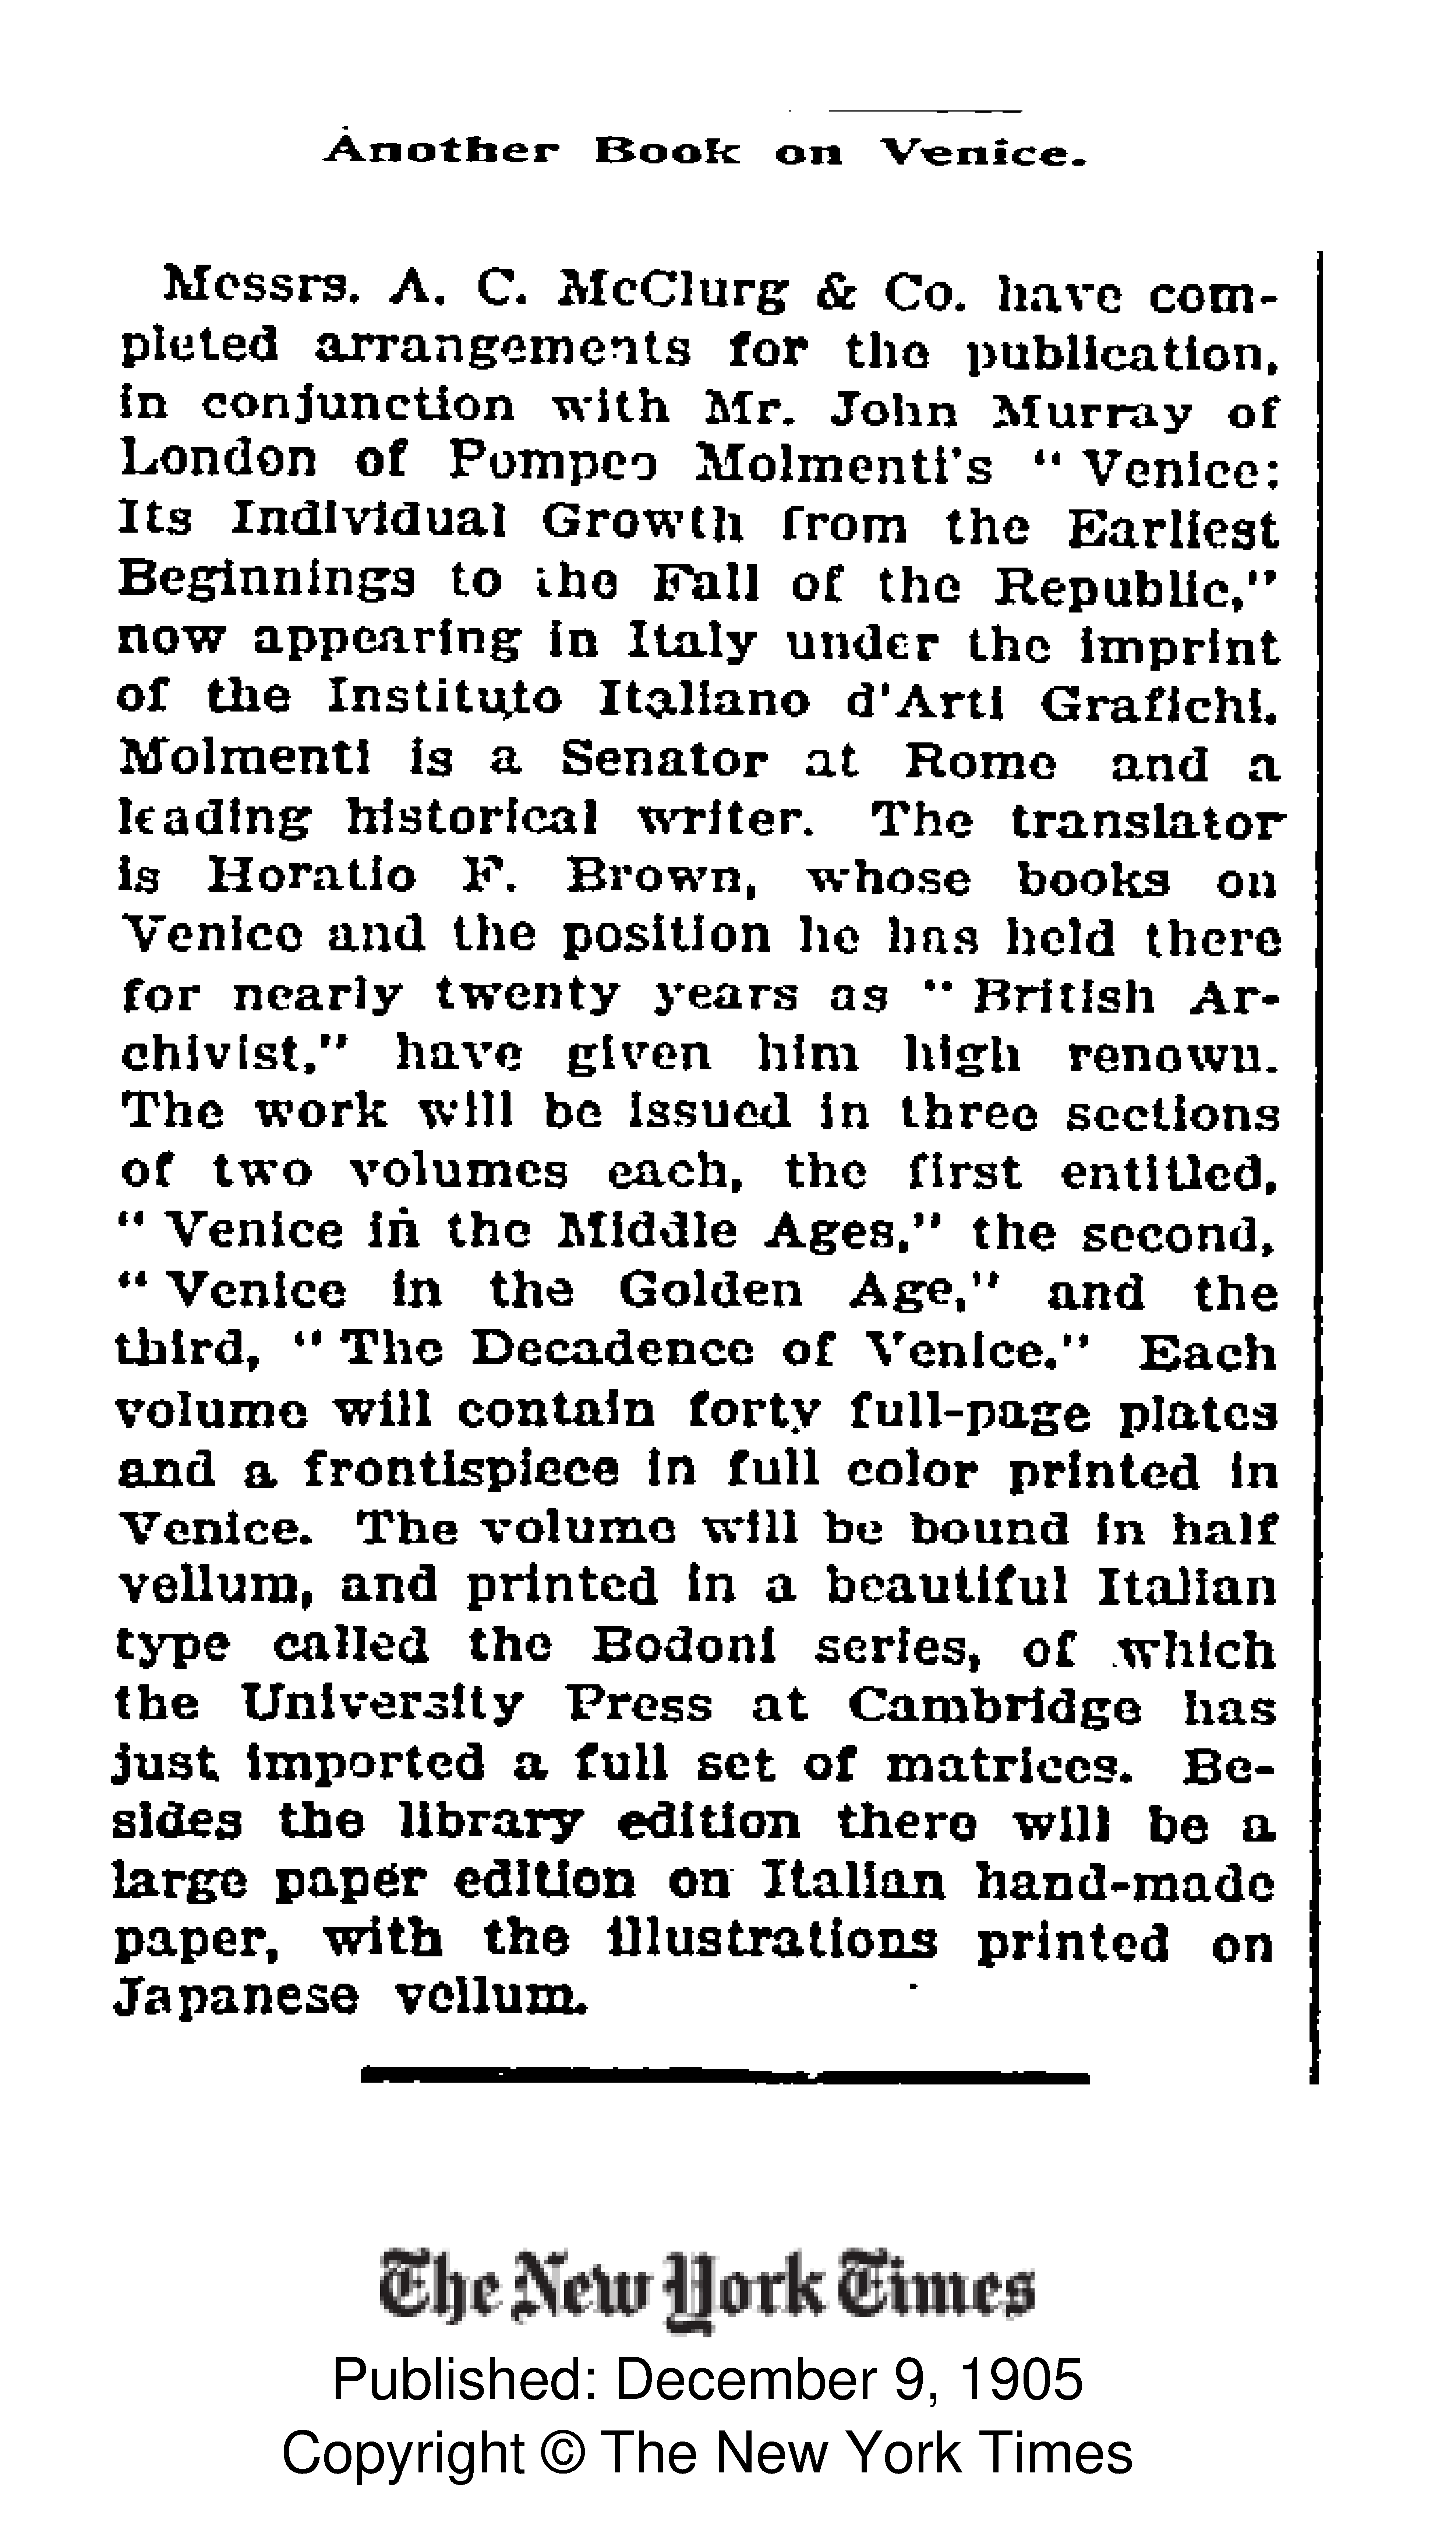 Another Book on Venice.
Messrs. A. C. McClurg & Co. have com-
pleted arrangements for the publication,
in conjunction with Mr. John Murray of
London of Pompeo Molmenti's " Venice:
Its Individual Growth from the Earliest
Beginnings to the Fall of the Republic,"
now appearing in Italy under the imprint
of the Instituto Italiano d'Arti Grafichi.
Molmenti is a Senator at Rome and a
leading historical writer. The translator
is Horatio F. Brown, whose books on
Venice and the position he has held there
for nearly twenty years as " British Ar-
chivist," have given him high renown.
The work will be issued in three sections
of two volumes each, the first entitled,
" Venice in the Middle Ages," the second,
" Venice in the Golden Age," and the
third, " The Decadence of Venice." Each
volume will contain forty full-page plates
and a frontispiece in full color printed in
Venice. The volume will be bound in half
vellum, and printed in a beautiful Italian
type called the Bodoni series, of which
the University Press at Cambridge has
just imported a full set of matrices. Be-
sides the library edition there will be a
large paper edition on Italian hand-made
paper, with the illustrations printed on
Japanese vellum.
The New York Times
Published: December 9, 1905
Copyright © The New York Times